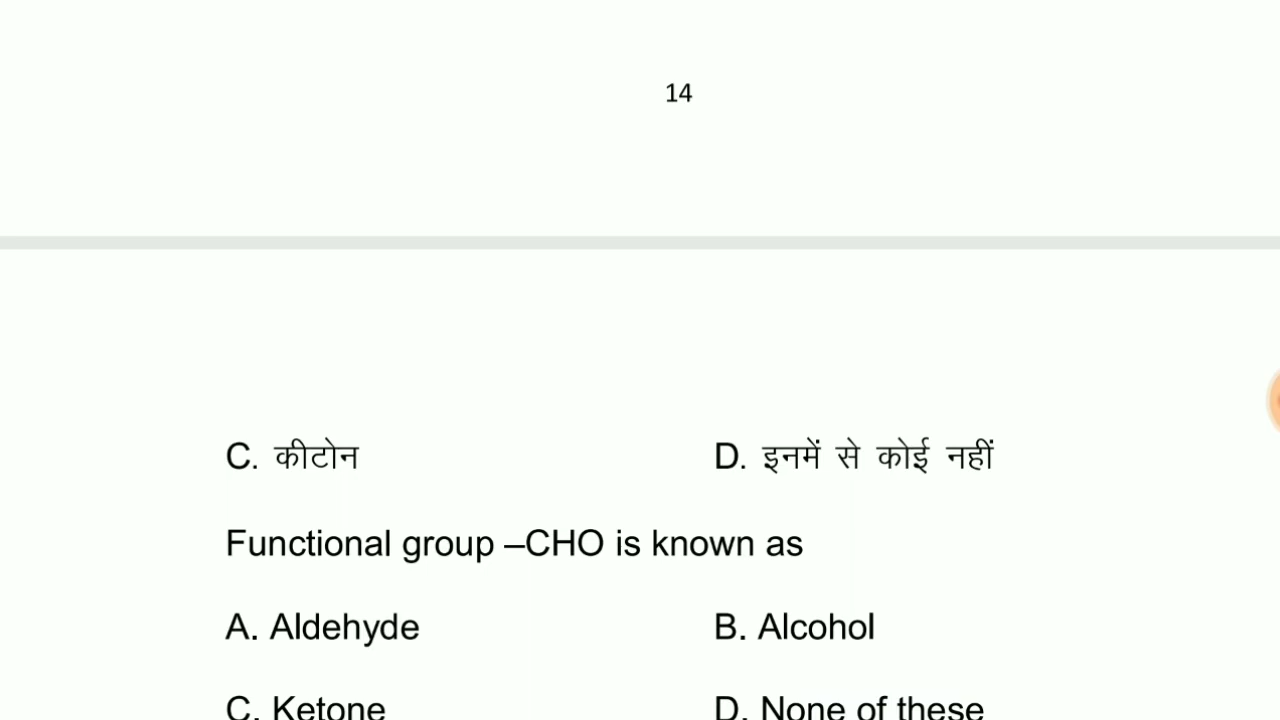 14
C. कीटोन D. इनमें से कोई नहीं
Functional group –CHO is known as
A. Aldehyde B. Alcohol
C. Ketone D. None of these